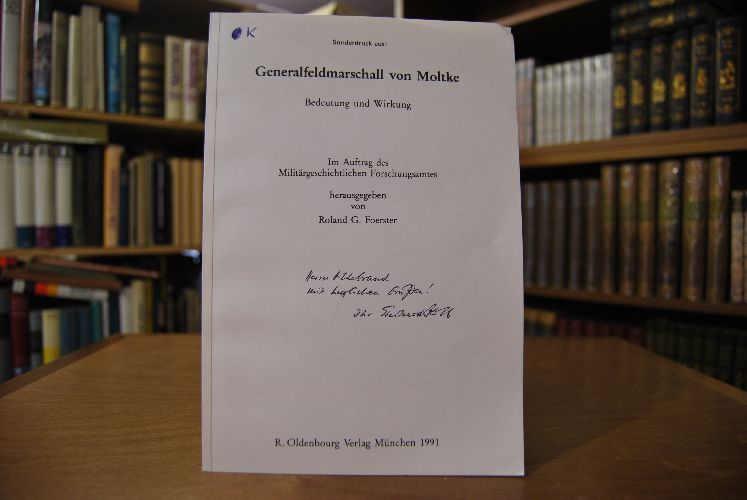 K
Sonderdruck aus:
Generalfeldmarschall von Moltke
Bedeutung und Wirkung
Im Auftrag des
Militärgeschichtlichen Forschungsamtes
herausgegeben
von
Roland G. Foerster
Herrn Hildebrand
mit herzlichen Grüßen!
Ihr
R. Oldenbourg Verlag München 1991